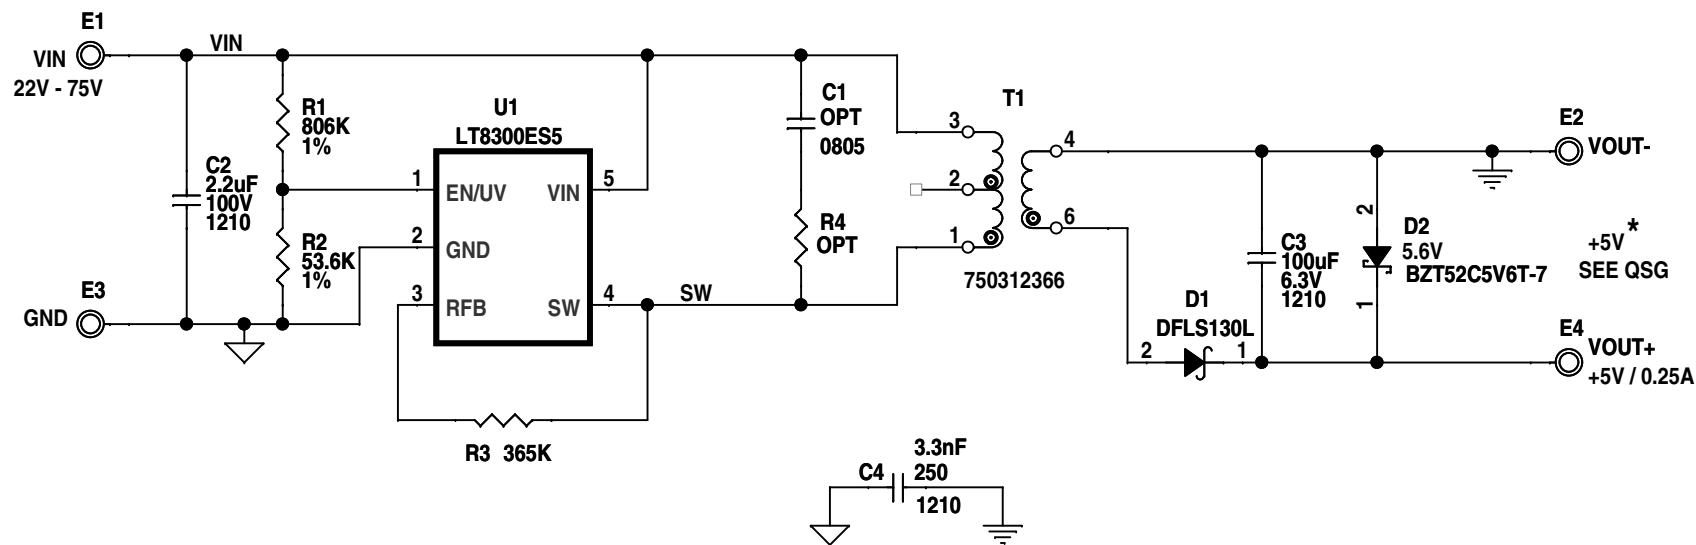 E1
VIN
22V - 75V
VIN
R1
806K
1%
C2
2.2uF
100V
1210
R2
53.6K
1%
E3
GND
U1
LT8300ES5
1
EN/UV
VIN
5
2
GND
3
RFB
SW
4
SW
R3 365K
C1
OPT
0805
R4
OPT
T1
3
2
1
4
6
750312366
D1
DFLS130L
2
1
C3
100uF
6.3V
1210
2
D2
5.6V
BZT52C5V6T-7
1
E2
VOUT-
+5V *
SEE QSG
E4
VOUT+
+5V / 0.25A
C4
3.3nF
250
1210